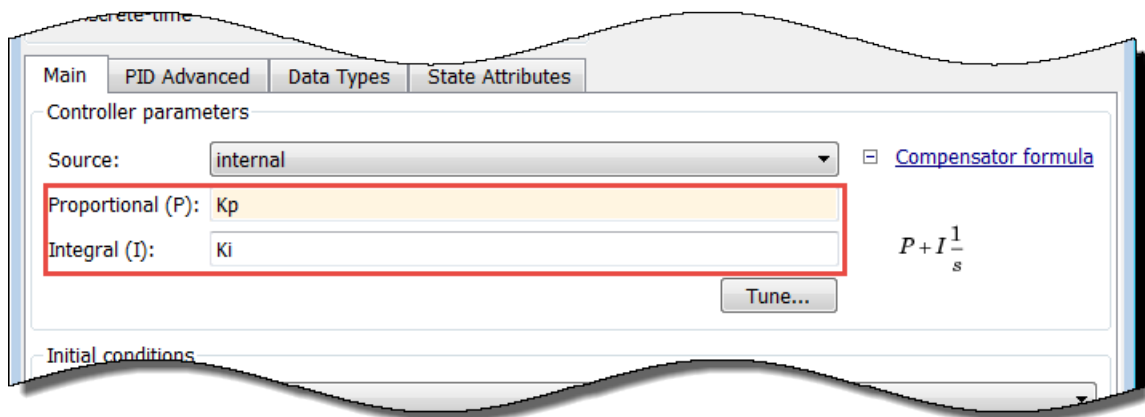 Main PID Advanced Data Types State Attributes
Controller parameters
Source: internal Compensator formula
Proportional (P): Kp
Integral (I): Ki
P + I 1/s
Tune...
Initial conditions